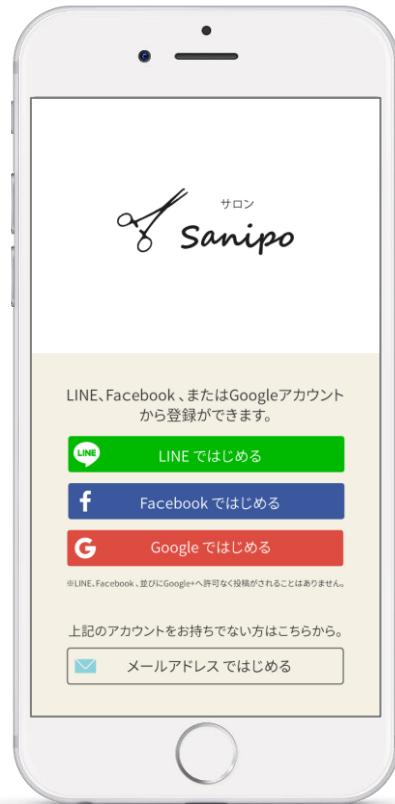 サロン
Sanipo
LINE、Facebook 、またはGoogleアカウント
から登録ができます。
LINE
LINE ではじめる
f
Facebook ではじめる
G
Google ではじめる
※LINE、Facebook 、並びにGoogle+へ許可なく投稿がされることはありません。
上記のアカウントをお持ちでない方はこちらから。
メールアドレス ではじめる